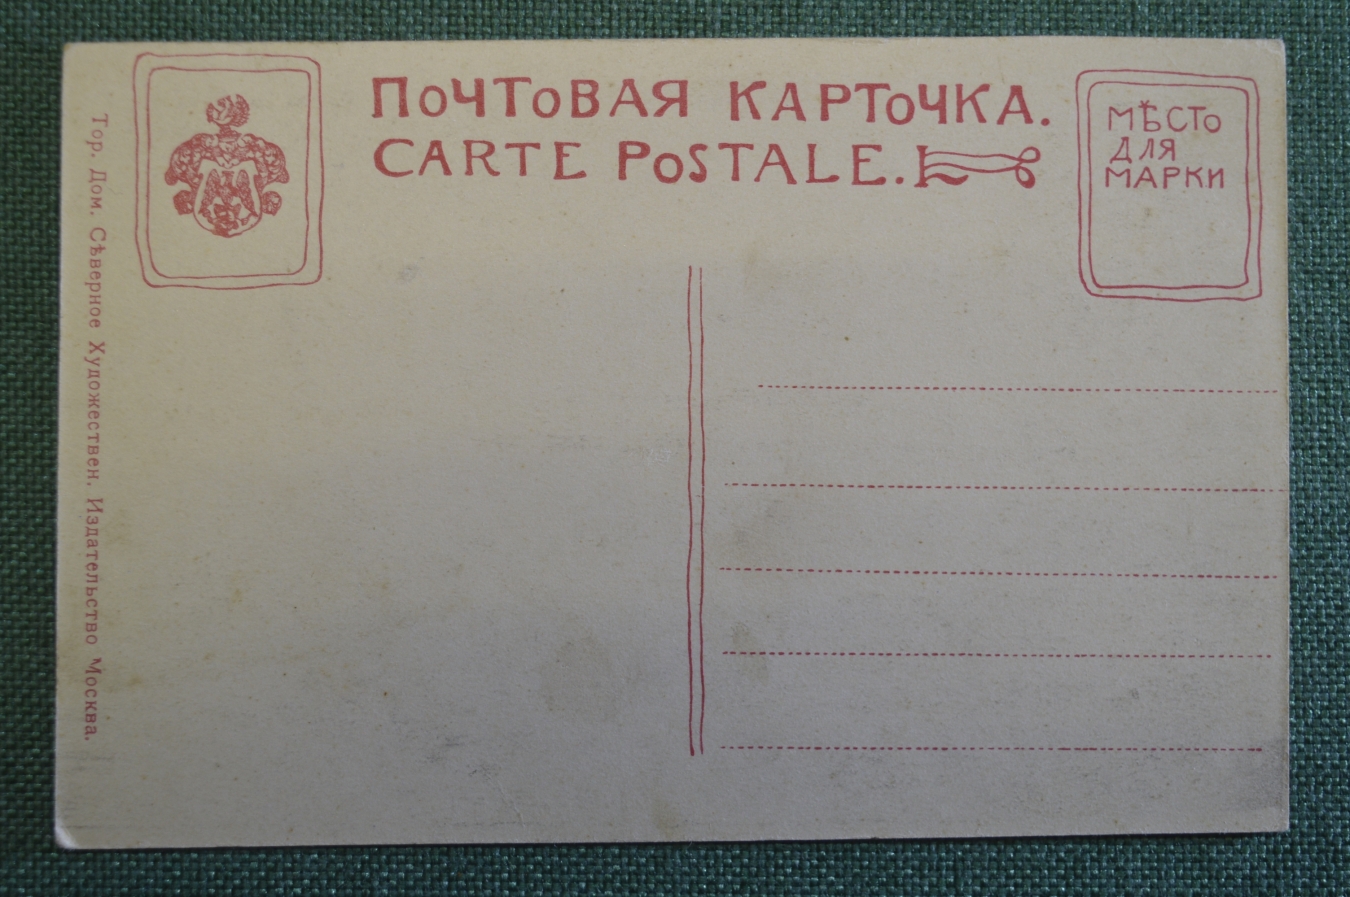 ПОЧТОВАЯ КАРТОЧКА.
CARTE POSTALE.
МѢСТО
ДЛЯ
МАРКИ
Тор. Дом. Сѣверное Художествен. Издательство Москва.